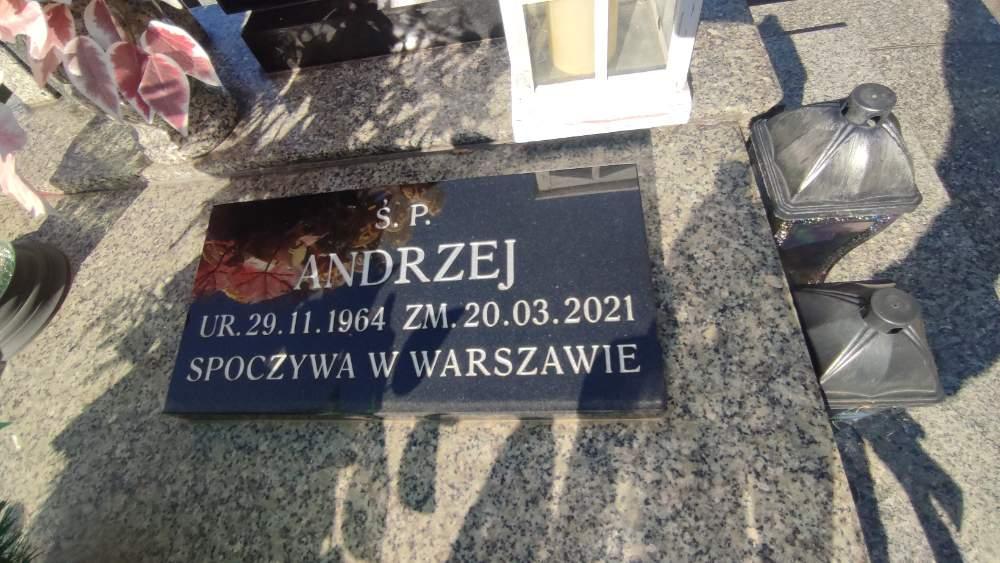 Ś. P.
ANDRZEJ
UR. 29.11.1964 ZM. 20.03.2021
SPOCZYWA W WARSZAWIE